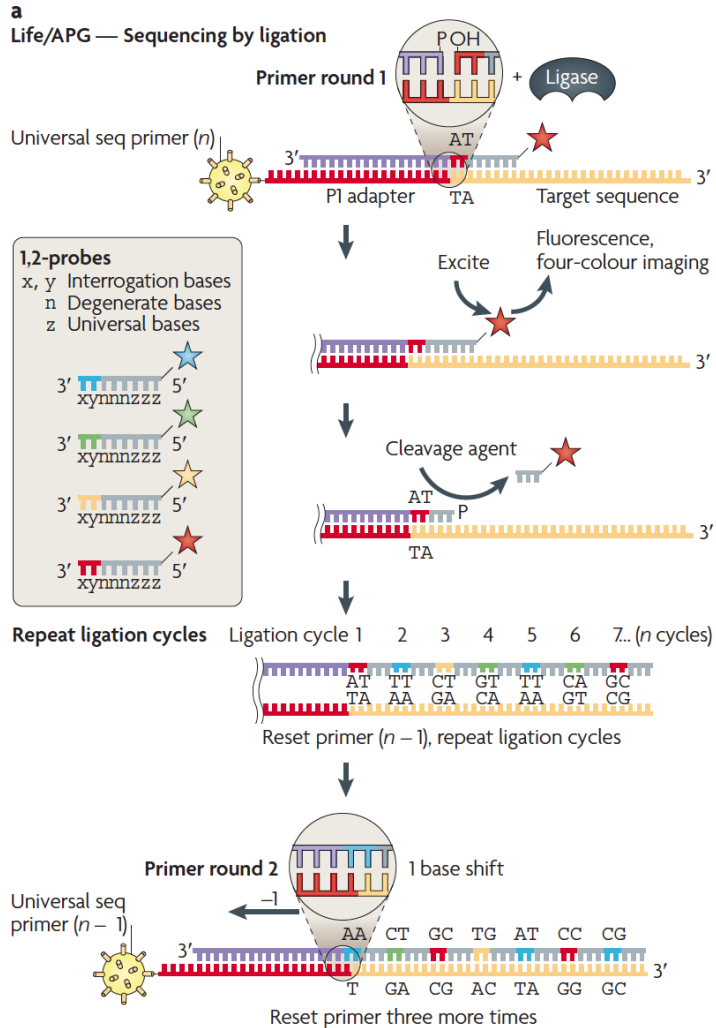 a
Life/APG — Sequencing by ligation
P OH
Primer round 1
+
Ligase
Universal seq primer (n)
AT
3′
P1 adapter
TA
Target sequence
3′
1,2-probes
x, y Interrogation bases
n Degenerate bases
z Universal bases
3′ 5′
xynnnzzz
3′ 5′
xynnnzzz
3′ 5′
xynnnzzz
3′ 5′
xynnnzzz
Excite
Fluorescence,
four-colour imaging
3′
Cleavage agent
AT
P
TA
Repeat ligation cycles
Ligation cycle 1 2 3 4 5 6 7... (n cycles)
AT TT CT GT TT CA GC
TA AA GA CA AA GT CG
Reset primer (n − 1), repeat ligation cycles
Primer round 2
1 base shift
−1
Universal seq
primer (n − 1)
AA CT GC TG AT CC CG
3′
3′
T GA CG AC TA GG GC
Reset primer three more times